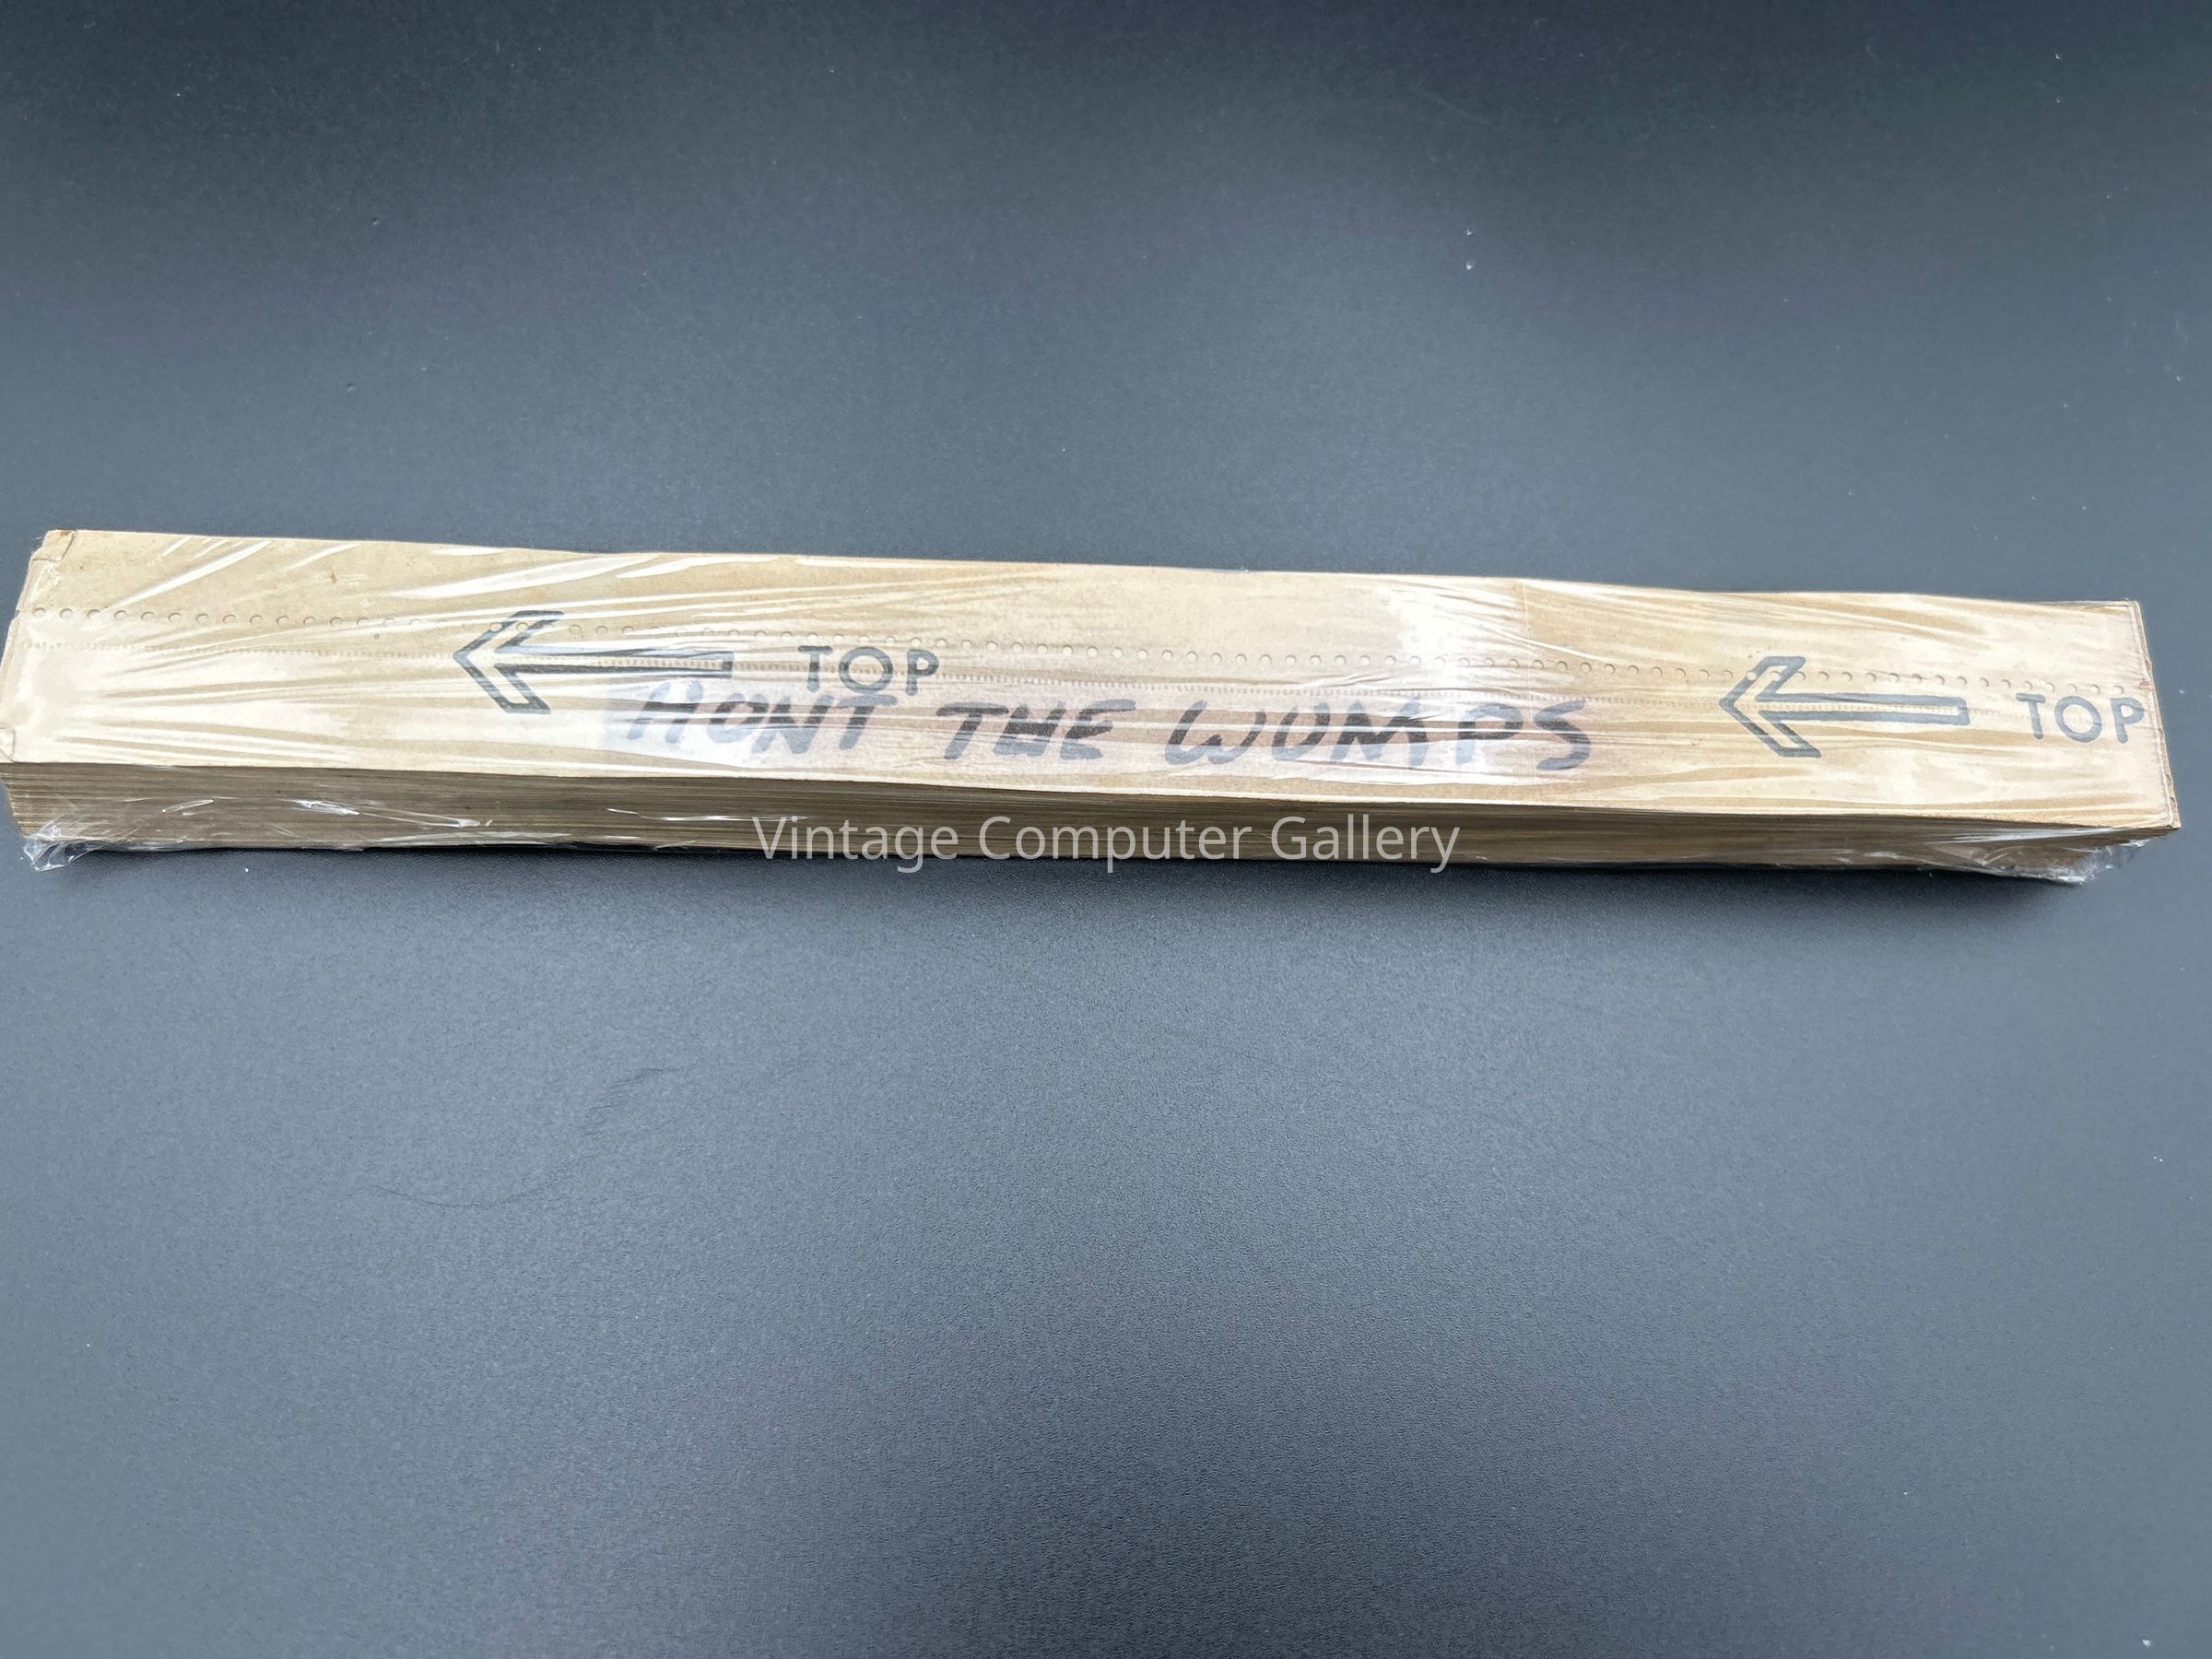 TOP TOP
HUNT THE WUMPS
Vintage Computer Gallery